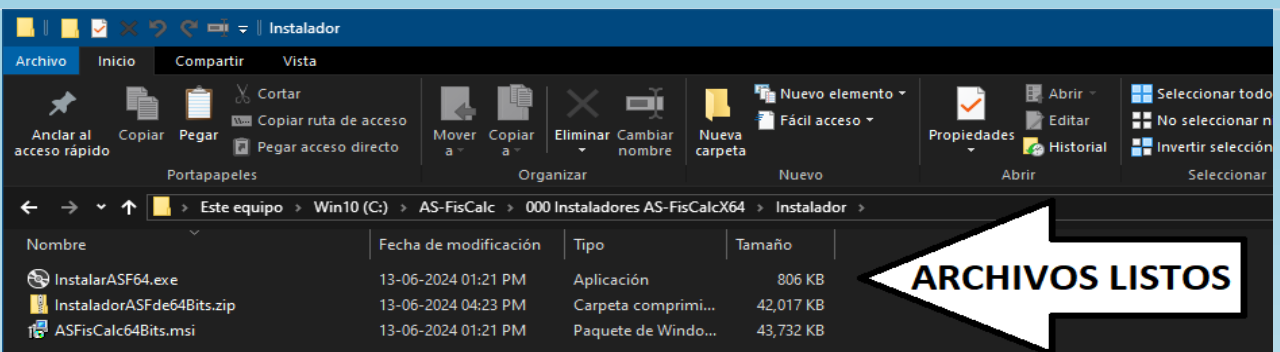 Instalador
Archivo Inicio Compartir Vista
Anclar al acceso rápido
Copiar
Pegar
Cortar
Copiar ruta de acceso
Pegar acceso directo
Portapapeles
Mover a
Copiar a
Eliminar
Cambiar nombre
Organizar
Nueva carpeta
Nuevo elemento
Fácil acceso
Nuevo
Propiedades
Abrir
Editar
Historial
Abrir
Seleccionar todo
No seleccionar n
Invertir selección
Seleccionar
Este equipo > Win10 (C:) > AS-FisCalc > 000 Instaladores AS-FisCalcX64 > Instalador >
Nombre Fecha de modificación Tipo Tamaño
InstalarASF64.exe 13-06-2024 01:21 PM Aplicación 806 KB
InstaladorASFde64Bits.zip 13-06-2024 04:23 PM Carpeta comprimi... 42,017 KB
ASFisCalc64Bits.msi 13-06-2024 01:21 PM Paquete de Windo... 43,732 KB
ARCHIVOS LISTOS